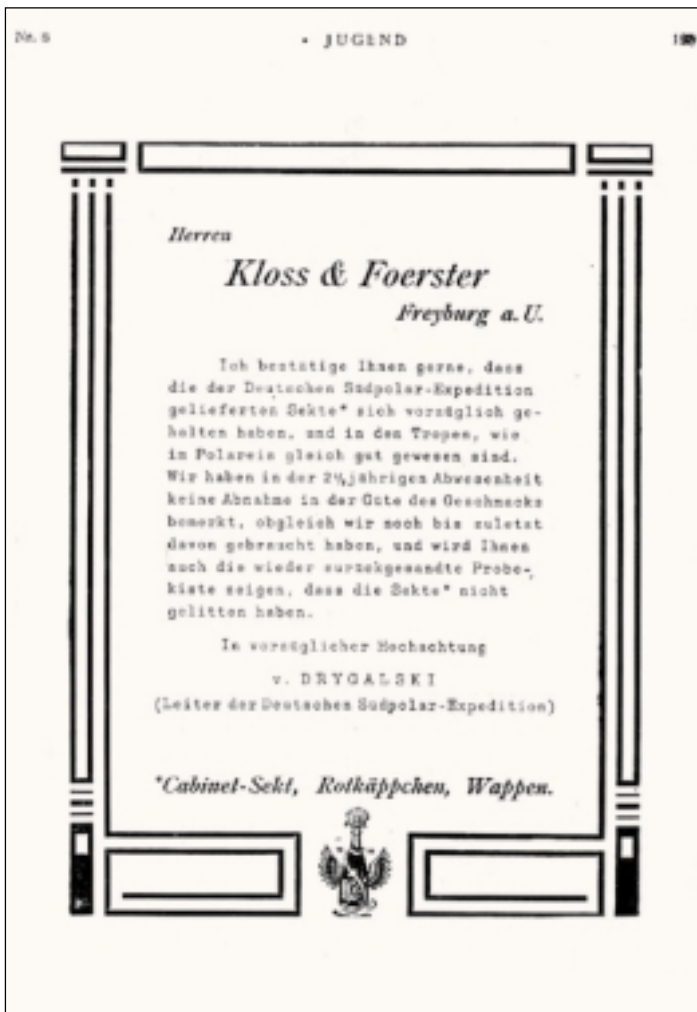 Nr. 6 • JUGEND
Herren
Kloss & Foerster
Freyburg a. U.
Ich bestätige Ihnen gerne, dass
die der Deutschen Südpolar-Expedition
gelieferten Sekte* sich vorzüglich ge-
halten haben, und in den Tropen, wie
im Polareis gleich gut gewesen sind.
Wir haben in der 2½jährigen Abwesenheit
keine Abnahme in der Güte des Geschmacks
bemerkt, obgleich wir noch bis zuletzt
davon gebraucht haben, und wird Ihnen
auch die wieder zurückgesandte Probe-
kiste zeigen, dass die Sekte* nicht
gelitten haben.
In vorzüglicher Hochachtung
v. DRYGALSKI
(Leiter der Deutschen Südpolar-Expedition)
*Cabinet-Sekt, Rotkäppchen, Wappen.